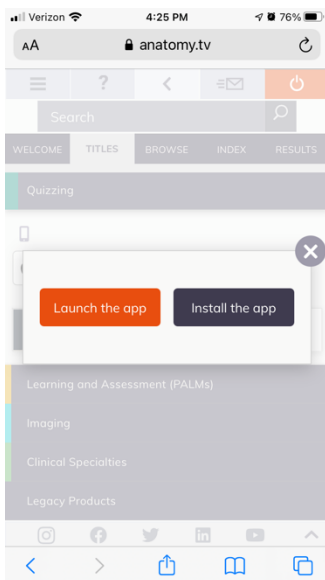 Verizon 4:25 PM 76%
AA anatomy.tv
?
Search
WELCOME TITLES BROWSE INDEX RESULTS
Quizzing
Launch the app Install the app
Learning and Assessment (PALMs)
Imaging
Clinical Specialties
Legacy Products